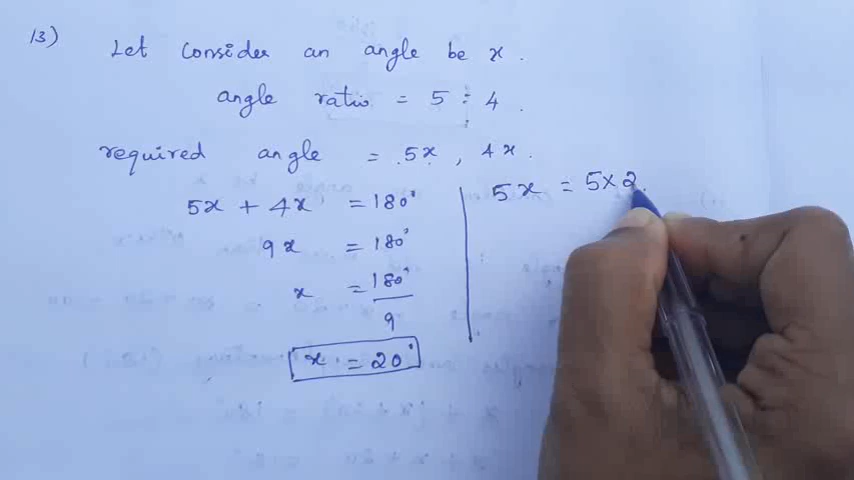 13)
Let Consider an angle be x.
angle ratio = 5 : 4.
required angle = 5x, 4x.
5x + 4x = 180°
9x = 180°
x = 180°/9
x = 20°
5x = 5×2